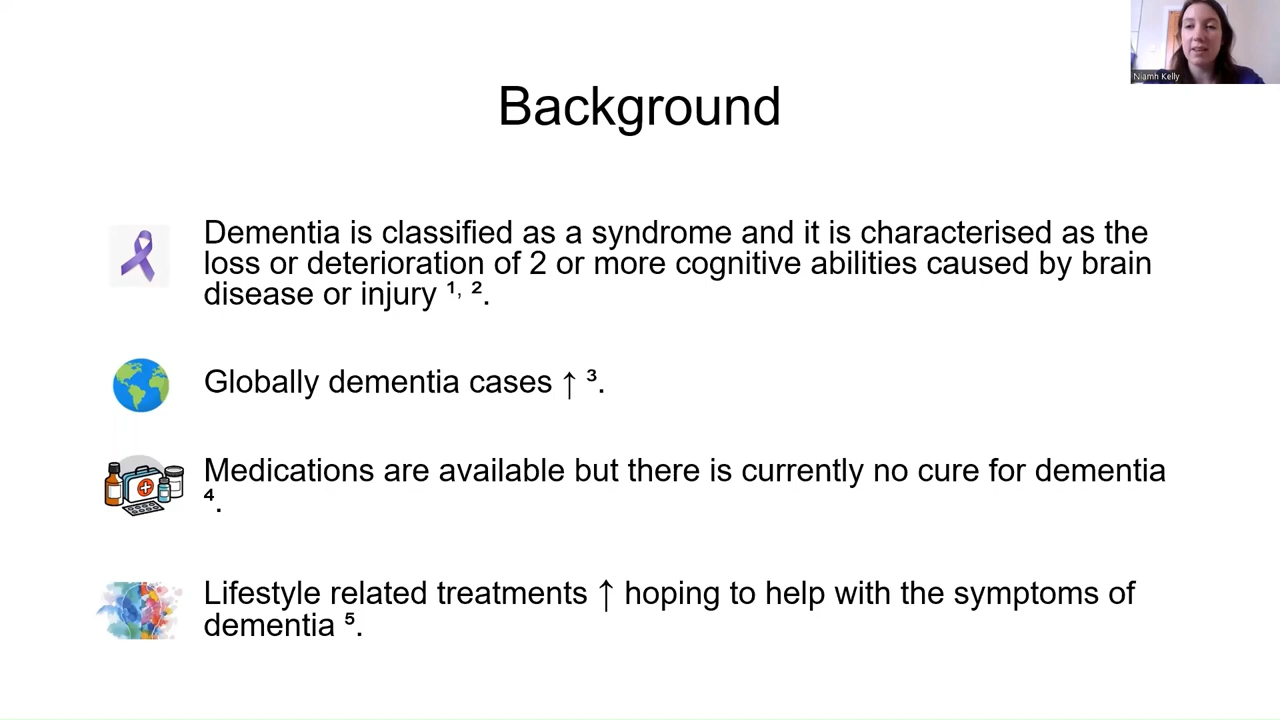 Niamh Kelly
Background
Dementia is classified as a syndrome and it is characterised as the
loss or deterioration of 2 or more cognitive abilities caused by brain
disease or injury ¹, ².
Globally dementia cases ↑ ³.
Medications are available but there is currently no cure for dementia
⁴.
Lifestyle related treatments ↑ hoping to help with the symptoms of
dementia ⁵.